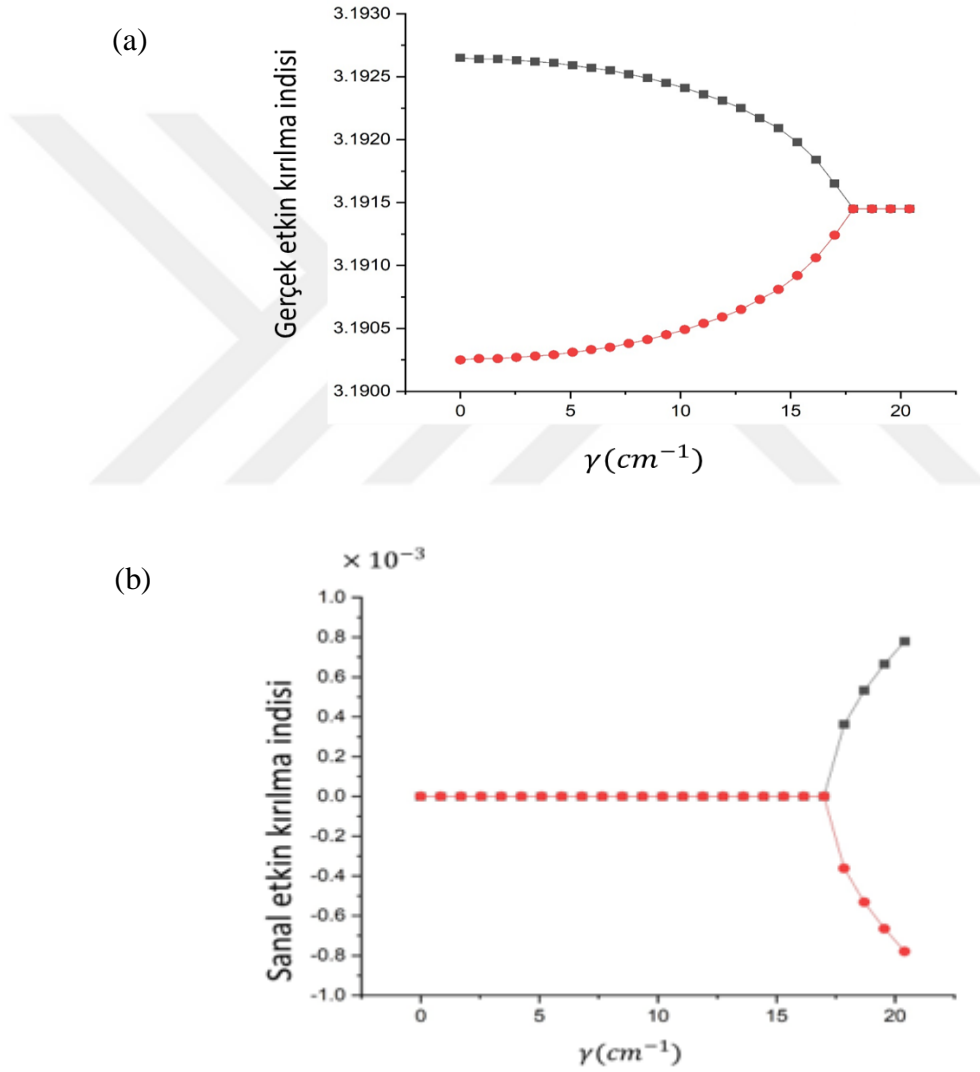 (a)
Gerçek etkin kırılma indisi
3.1930
3.1925
3.1920
3.1915
3.1910
3.1905
3.1900
0 5 10 15 20
γ(cm⁻¹)
(b)
× 10⁻³
Sanal etkin kırılma indisi
1.0
0.8
0.6
0.4
0.2
0.0
-0.2
-0.4
-0.6
-0.8
-1.0
0 5 10 15 20
γ(cm⁻¹)